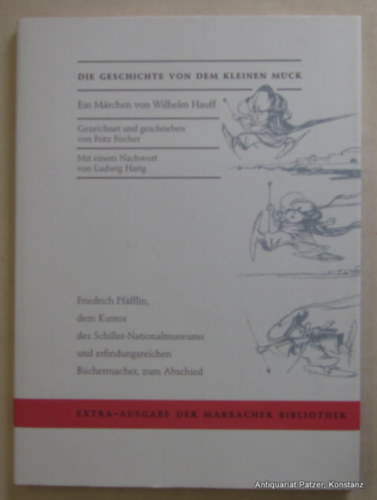 DIE GESCHICHTE VON DEM KLEINEN MUCK
Ein Märchen von Wilhelm Hauff
Gezeichnet und geschrieben
von Fritz Fischer
Mit einem Nachwort
von Ludwig Harig
Friedrich Pfäfflin,
dem Kustos
des Schiller-Nationalmuseums
und erfindungsreichen
Büchermacher, zum Abschied
EXTRA-AUSGABE DER MARBACHER BIBLIOTHEK
Antiquariat Patzer, Konstanz